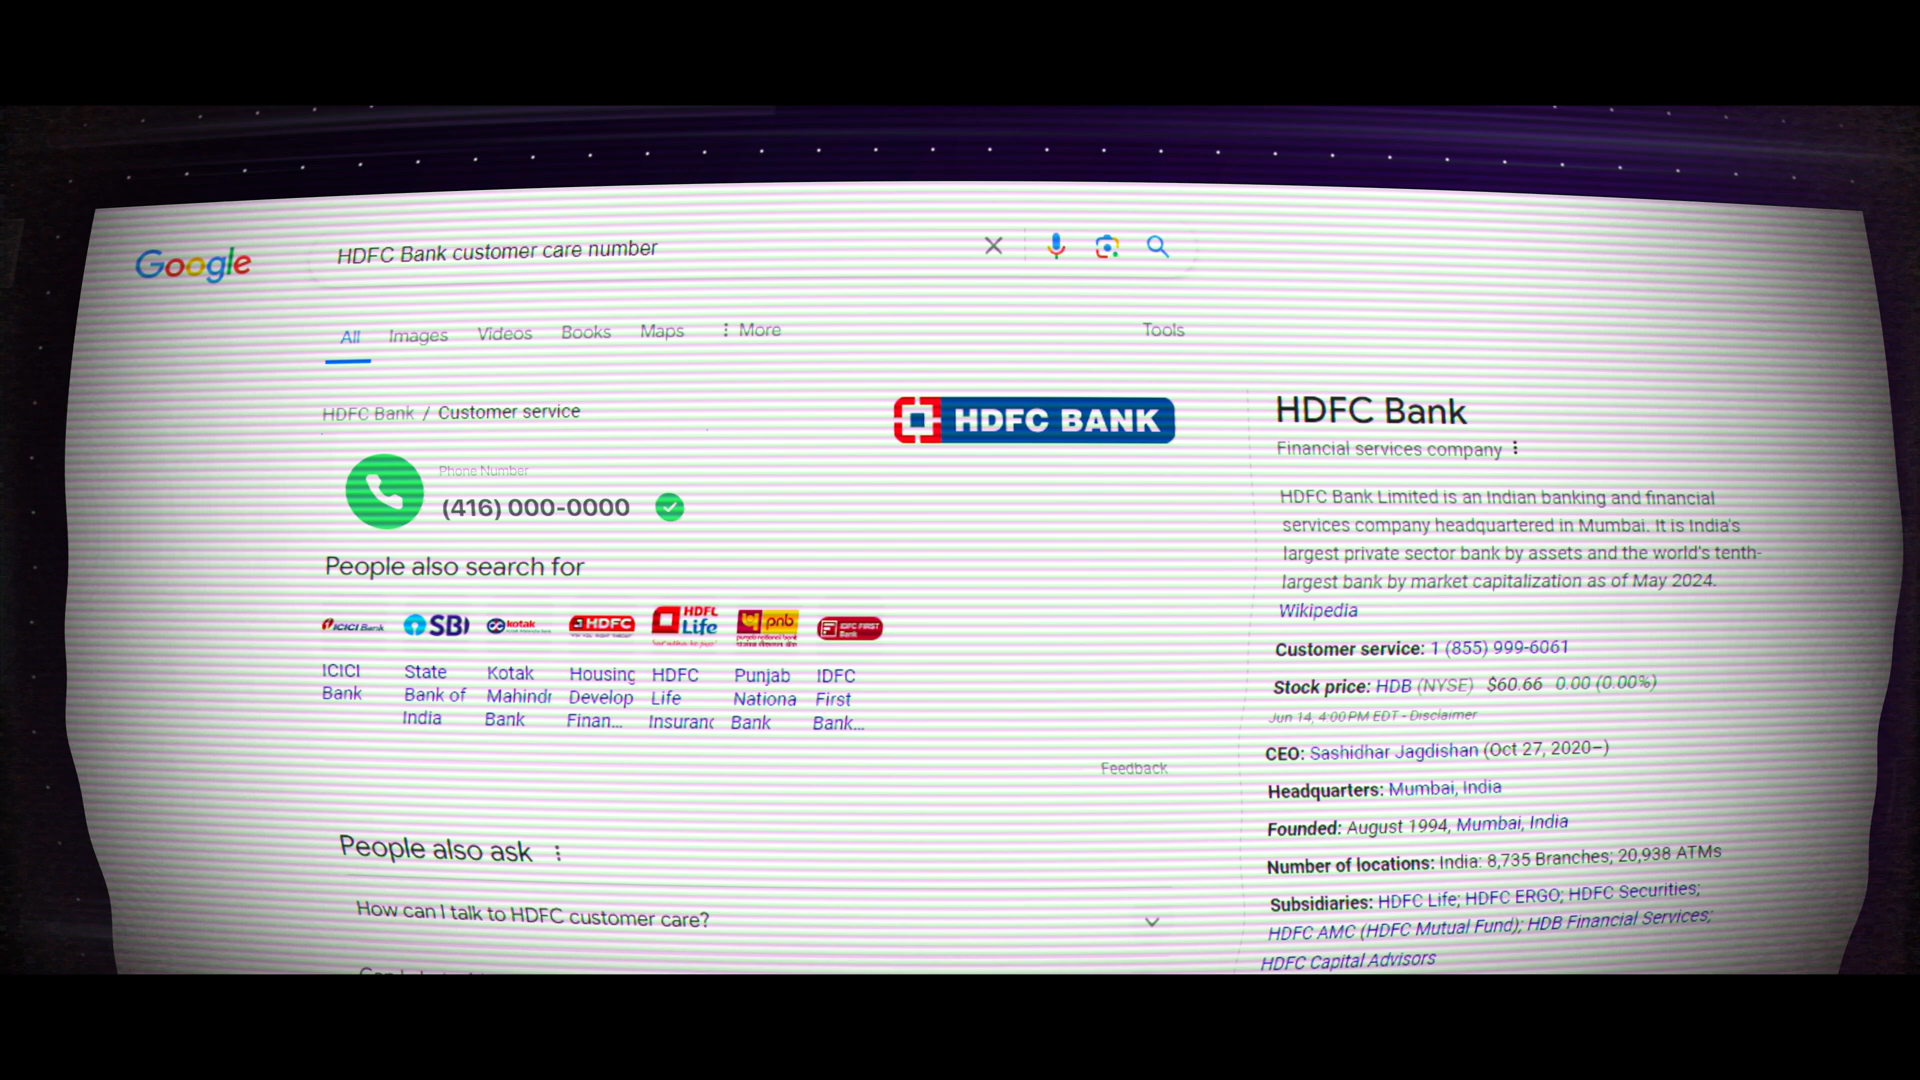 Google
HDFC Bank customer care number
All Images Videos Books Maps More
Tools
HDFC Bank / Customer service
HDFC BANK
Phone Number
(416) 000-0000
People also search for
ICICI Bank
SBI
kotak
HDFC
HDFC Life
pnb
IDFC FIRST Bank
ICICI Bank
State Bank of India
Kotak Mahindr Bank
Housing Develop Finan...
HDFC Life Insuranc
Punjab Nationa Bank
IDFC First Bank...
Feedback
People also ask
How can I talk to HDFC customer care?
HDFC Bank
Financial services company
HDFC Bank Limited is an Indian banking and financial
services company headquartered in Mumbai. It is India's
largest private sector bank by assets and the world's tenth-
largest bank by market capitalization as of May 2024.
Wikipedia
Customer service: 1 (855) 999-6061
Stock price: HDB (NYSE) $60.66 0.00 (0.00%)
Jun 14, 4:00 PM EDT - Disclaimer
CEO: Sashidhar Jagdishan (Oct 27, 2020–)
Headquarters: Mumbai, India
Founded: August 1994, Mumbai, India
Number of locations: India: 8,735 Branches; 20,938 ATMs
Subsidiaries: HDFC Life; HDFC ERGO; HDFC Securities;
HDFC AMC (HDFC Mutual Fund); HDB Financial Services;
HDFC Capital Advisors